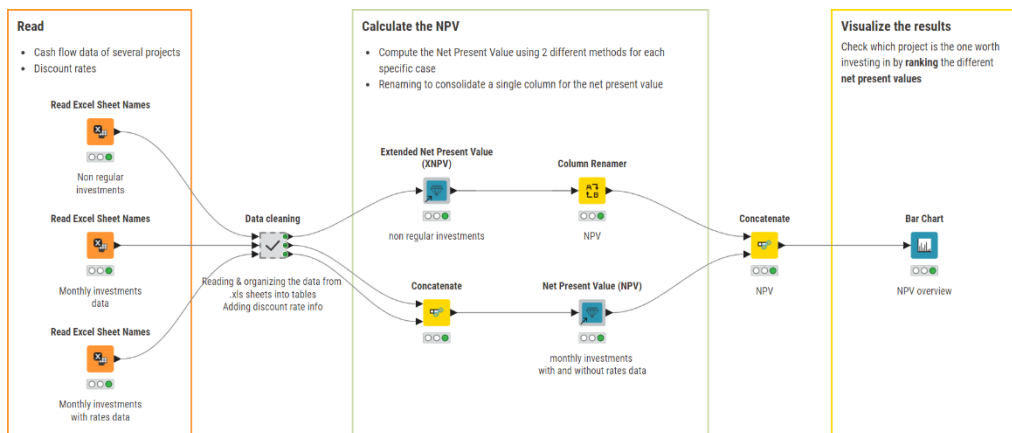 Read
• Cash flow data of several projects
• Discount rates
Read Excel Sheet Names
Non regular
investments
Read Excel Sheet Names
Monthly investments
data
Read Excel Sheet Names
Monthly investments
with rates data
Data cleaning
Reading & organizing the data from
.xls sheets into tables
Adding discount rate info
Calculate the NPV
• Compute the Net Present Value using 2 different methods for each
specific case
• Renaming to consolidate a single column for the net present value
Extended Net Present Value
(XNPV)
non regular investments
Column Renamer
NPV
Concatenate
Net Present Value (NPV)
monthly investments
with and without rates data
Concatenate
NPV
Visualize the results
Check which project is the one worth
investing in by ranking the different
net present values
Bar Chart
NPV overview